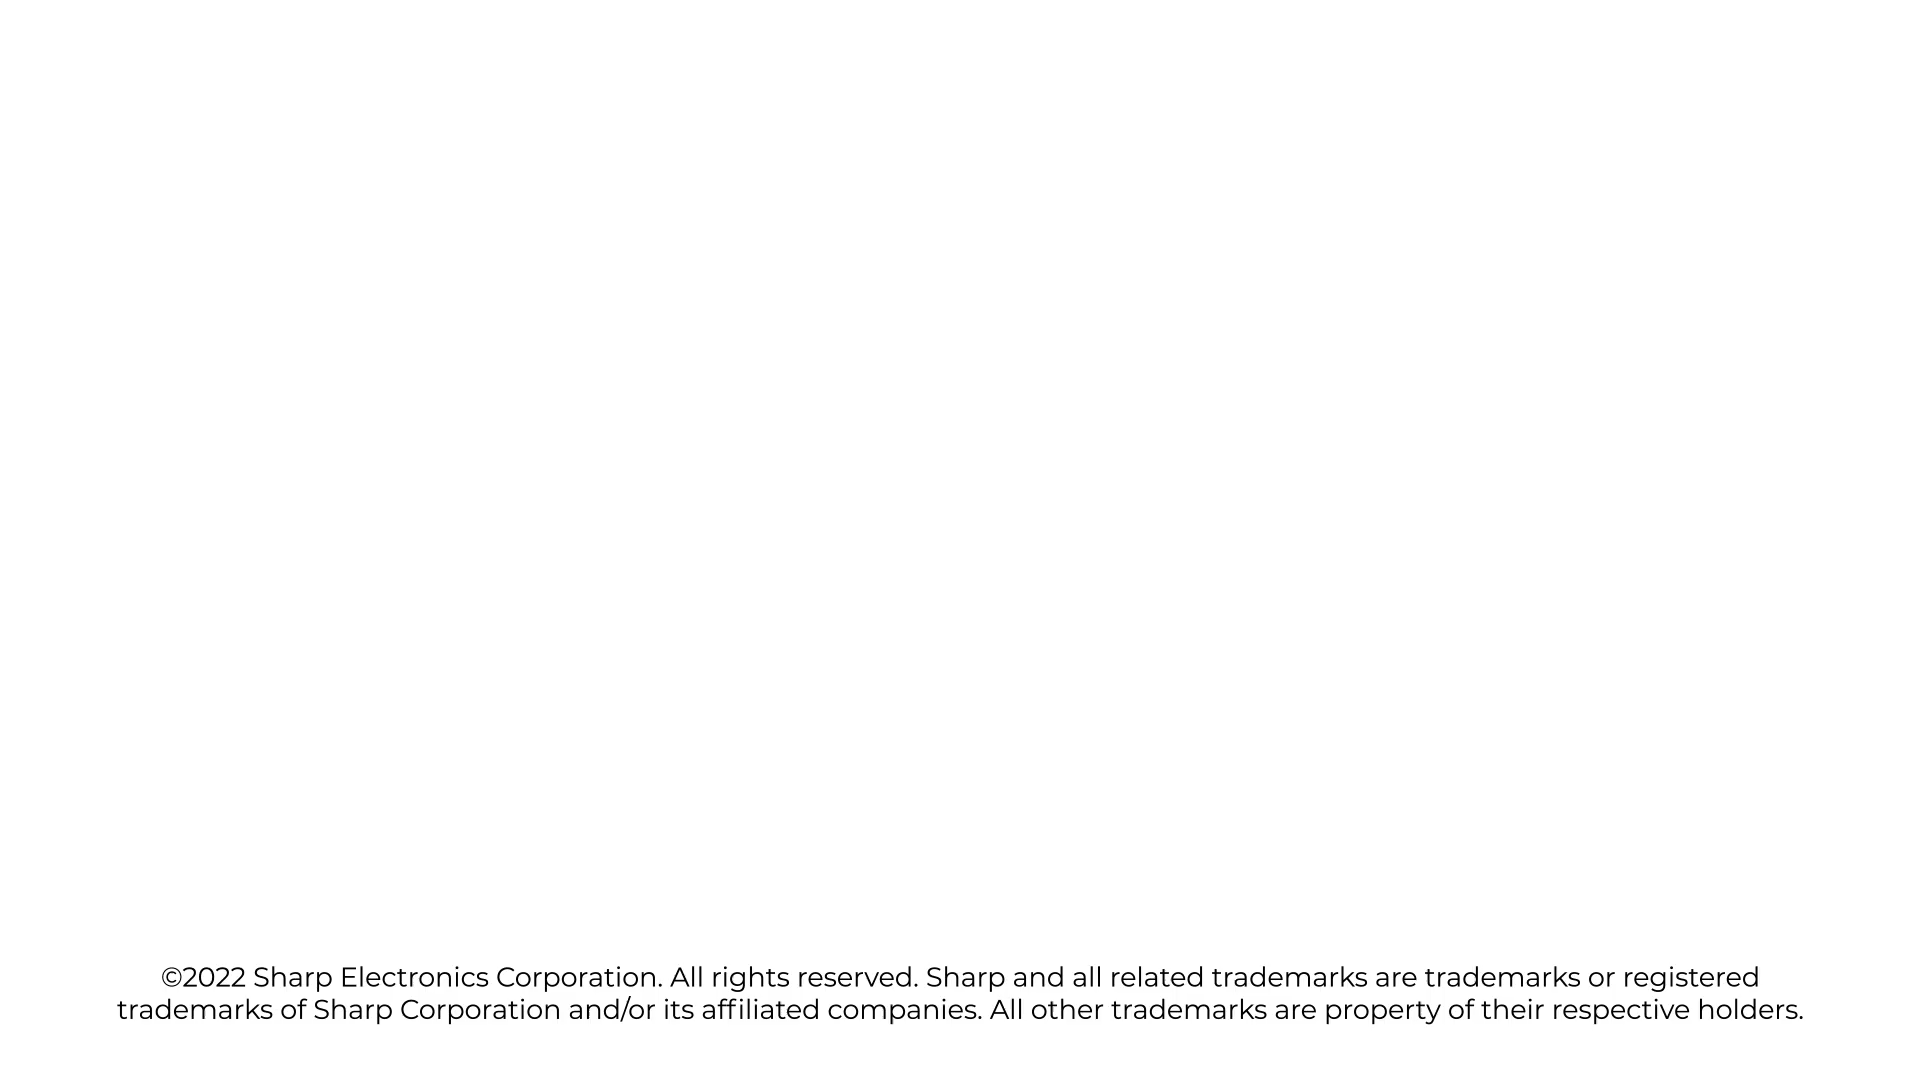 ©2022 Sharp Electronics Corporation. All rights reserved. Sharp and all related trademarks are trademarks or registered
trademarks of Sharp Corporation and/or its affiliated companies. All other trademarks are property of their respective holders.